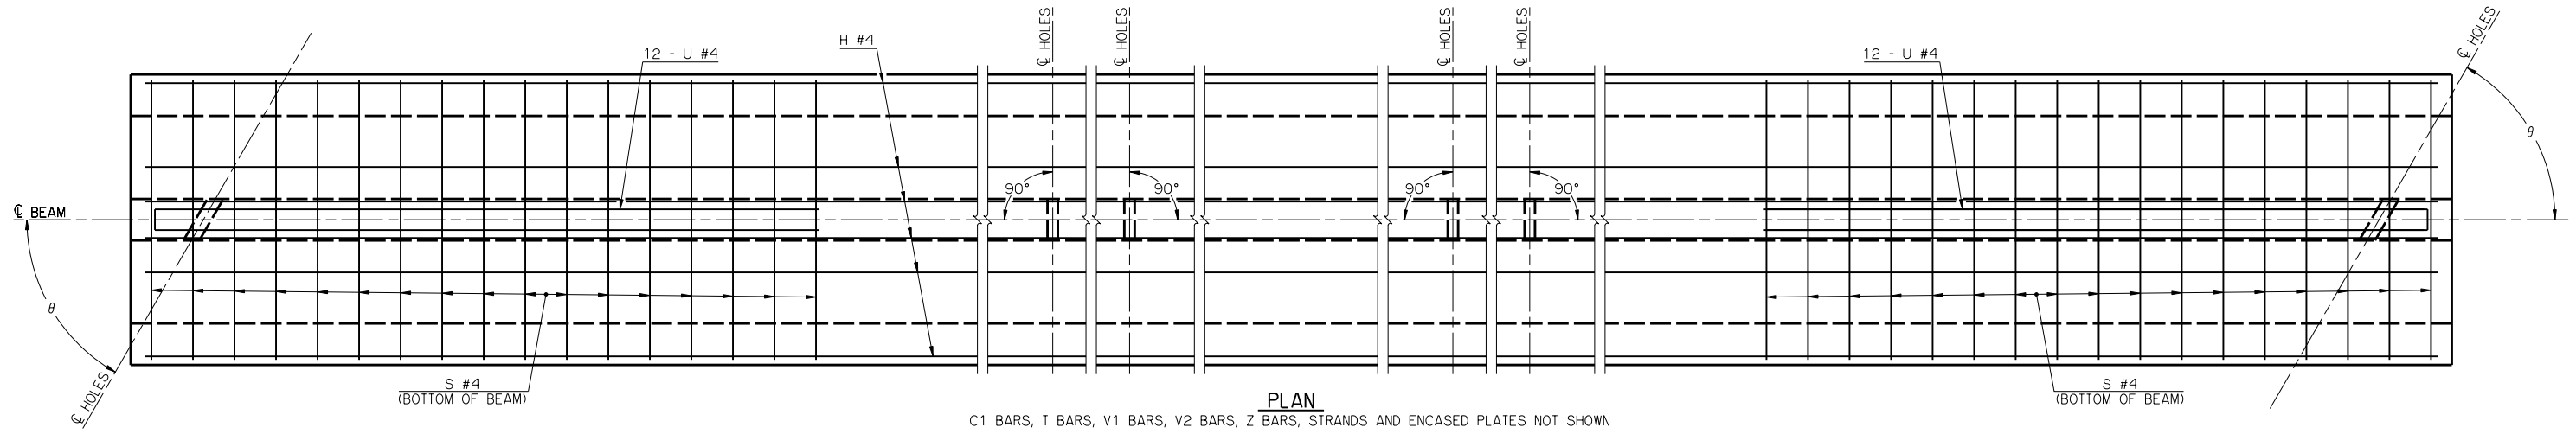 ℄ HOLES
℄ HOLES
℄ HOLES
℄ HOLES
℄ HOLES
H #4
12 - U #4
12 - U #4
θ
90°
90°
90°
90°
℄ BEAM
θ
S #4
(BOTTOM OF BEAM)
S #4
(BOTTOM OF BEAM)
℄ HOLES
PLAN
C1 BARS, T BARS, V1 BARS, V2 BARS, Z BARS, STRANDS AND ENCASED PLATES NOT SHOWN